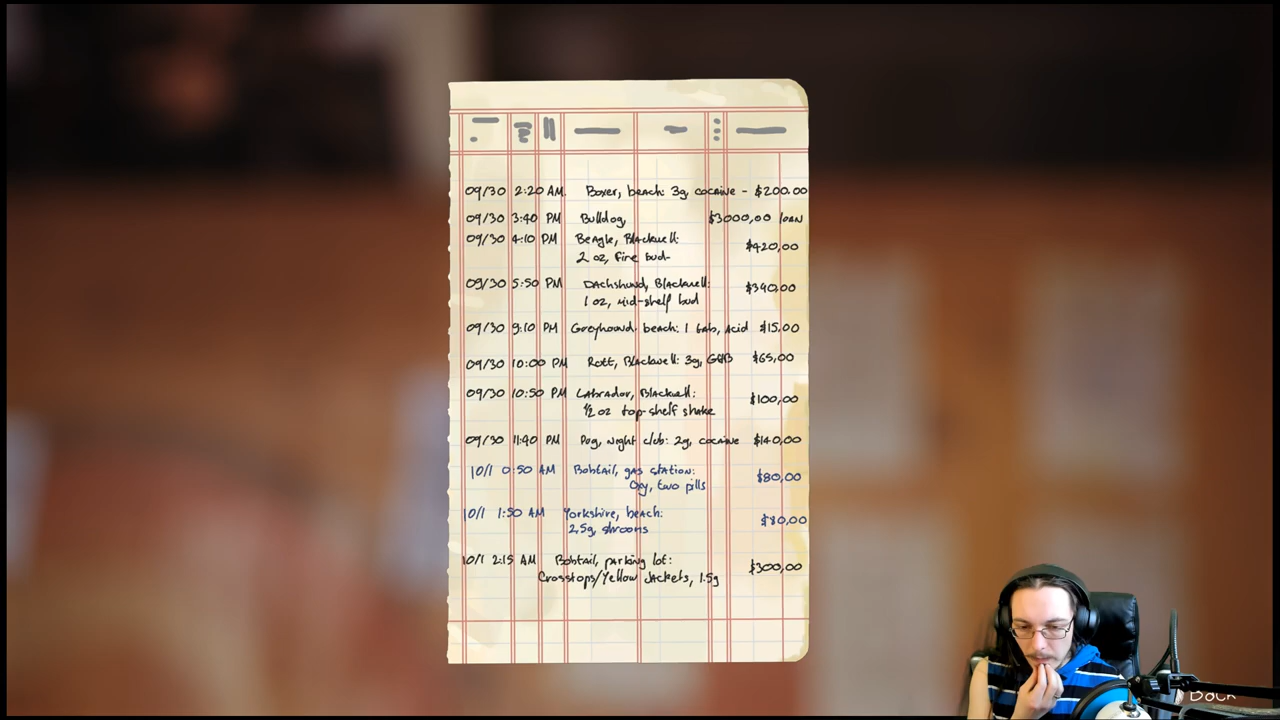 09/30 2:20 AM. Boxer, beach: 3g, cocaine - $200.00
09/30 3:40 PM Bulldog, $3000,00 loan
09/30 4:10 PM Beagle, Blackwell: $420,00
2 oz, fire bud-
09/30 5:50 PM Dachshund, Blackwell: $340,00
1 oz, mid-shelf bud
09/30 9:10 PM Greyhound, beach: 1 tab, acid $15,00
09/30 10:00 PM Rott, Blackwell: 3g, GHB $65,00
09/30 10:50 PM Labrador, Blackwell: $100,00
1/2 oz top-shelf shake
09/30 11:40 PM Pug, night club: 2g, cocaine $140,00
10/1 0:50 AM Bobtail, gas station: $80,00
Oxy, two pills
10/1 1:50 AM Yorkshire, beach:
2,5g, shrooms
10/1 2:15 AM Bobtail, parking lot: $300,00
Crosstops/Yellow Jackets, 1.5g
Back